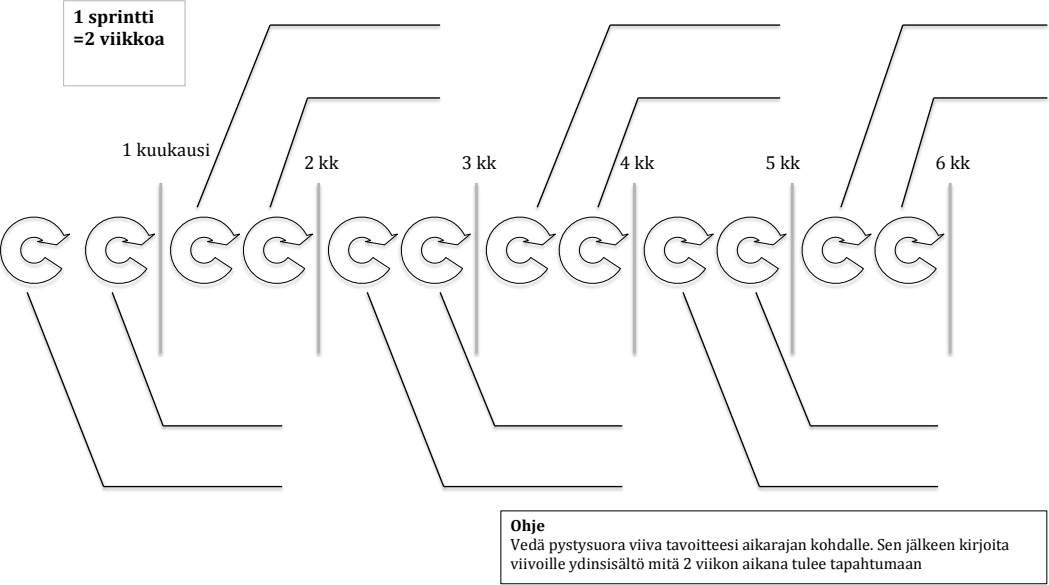 1 sprintti
=2 viikkoa
1 kuukausi
2 kk
3 kk
4 kk
5 kk
6 kk
Ohje
Vedä pystysuora viiva tavoitteesi aikarajan kohdalle. Sen jälkeen kirjoita
viivoille ydinsisältö mitä 2 viikon aikana tulee tapahtumaan